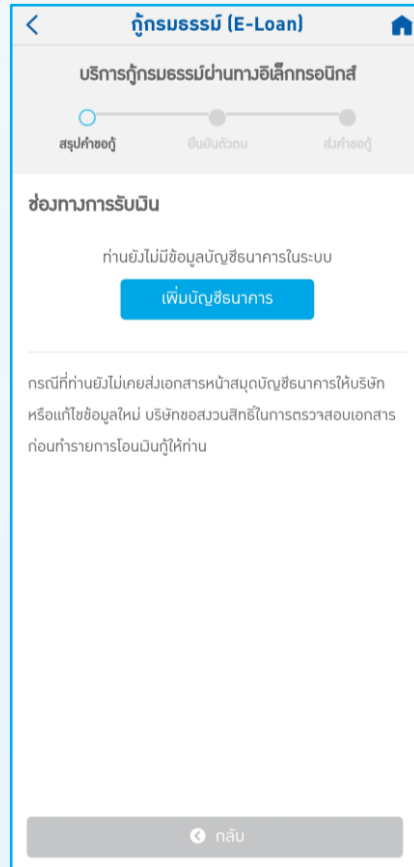 กู้กรมธรรม์ (E-Loan)
บริการกู้กรมธรรม์ผ่านทางอิเล็กทรอนิกส์
สรุปคำขอกู้
ยืนยันตัวตน
ส่งคำขอกู้
ช่องทางการรับเงิน
ท่านยังไม่มีข้อมูลบัญชีธนาคารในระบบ
เพิ่มบัญชีธนาคาร
กรณีที่ท่านยังไม่เคยส่งเอกสารหน้าสมุดบัญชีธนาคารให้บริษัท
หรือแก้ไขข้อมูลใหม่ บริษัทขอสงวนสิทธิ์ในการตรวจสอบเอกสาร
ก่อนทำรายการโอนเงินกู้ให้ท่าน
กลับ